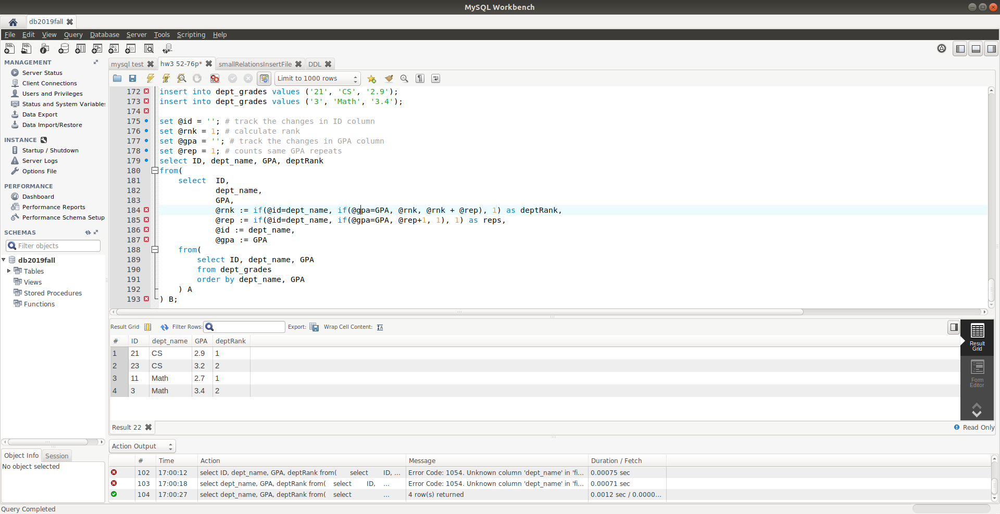 MySQL Workbench
db2019fall
File Edit View Query Database Server Tools Scripting Help
MANAGEMENT
Server Status
Client Connections
Users and Privileges
Status and System Variables
Data Export
Data Import/Restore
INSTANCE
Startup / Shutdown
Server Logs
Options File
PERFORMANCE
Dashboard
Performance Reports
Performance Schema Setup
SCHEMAS
Filter objects
db2019fall
Tables
Views
Stored Procedures
Functions
Object Info Session
No object selected
mysql test hw3 52-76p* smallRelationsInsertFile DDL
Limit to 1000 rows
172 insert into dept_grades values ('21', 'CS', '2.9');
173 insert into dept_grades values ('3', 'Math', '3.4');
174
175 set @id = ''; # track the changes in ID column
176 set @rnk = 1; # calculate rank
177 set @gpa = ''; # track the changes in GPA column
178 set @rep = 1; # counts same GPA repeats
179 select ID, dept_name, GPA, deptRank
180 from(
181 select ID,
182 dept_name,
183 GPA,
184 @rnk := if(@id=dept_name, if(@gpa=GPA, @rnk, @rnk + @rep), 1) as deptRank,
185 @rep := if(@id=dept_name, if(@gpa=GPA, @rep+1, 1), 1) as reps,
186 @id := dept_name,
187 @gpa := GPA
188 from(
189 select ID, dept_name, GPA
190 from dept_grades
191 order by dept_name, GPA
192 ) A
193 ) B;
Result Grid Filter Rows: Export: Wrap Cell Content:
# ID dept_name GPA deptRank
1 21 CS 2.9 1
2 23 CS 3.2 2
3 11 Math 2.7 1
4 3 Math 3.4 2
Result Grid
Form Editor
Result 22
Read Only
Action Output
# Time Action Message Duration / Fetch
102 17:00:12 select ID, dept_name, GPA, deptRank from( select ID, ... Error Code: 1054. Unknown column 'dept_name' in 'fi... 0.00075 sec
103 17:00:18 select dept_name, GPA, deptRank from( select ID, ... Error Code: 1054. Unknown column 'dept_name' in 'fi... 0.00071 sec
104 17:00:27 select dept_name, GPA, deptRank from( select ... 4 row(s) returned 0.0012 sec / 0.0000...
Query Completed